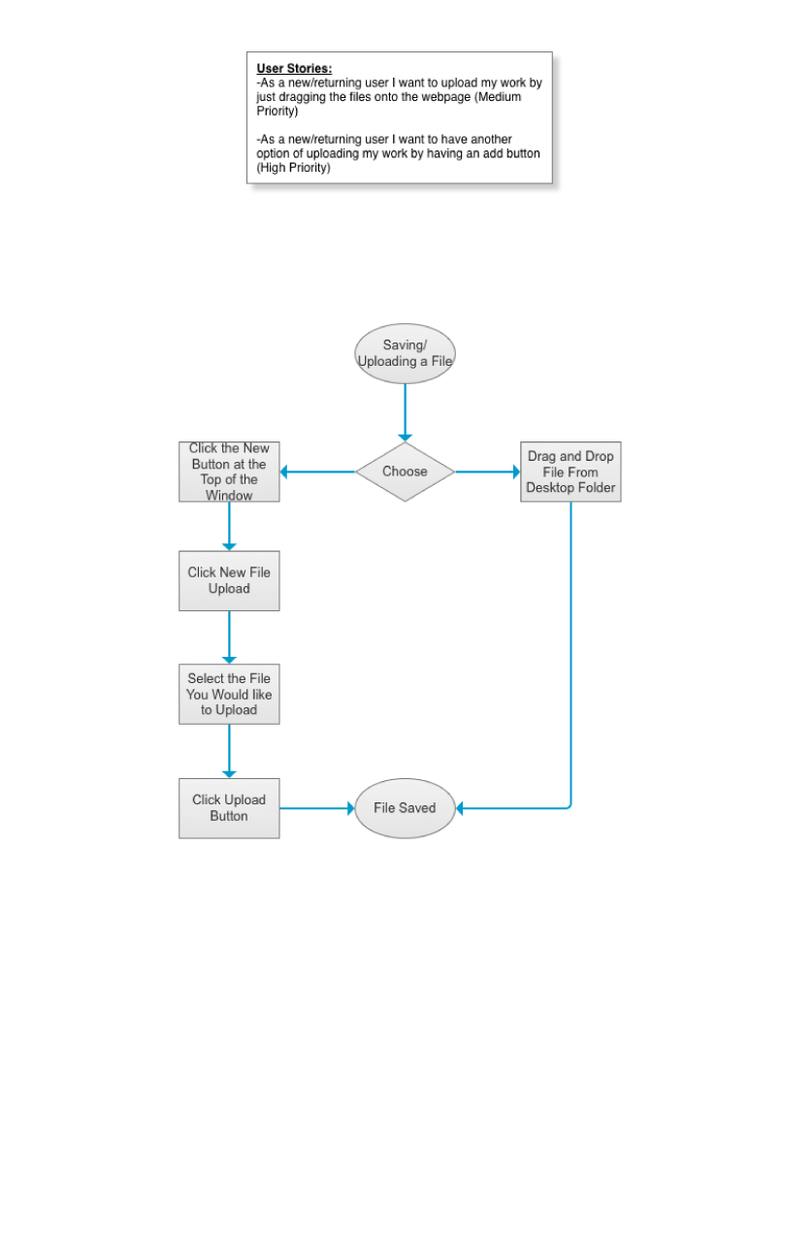 User Stories:
-As a new/returning user I want to upload my work by
just dragging the files onto the webpage (Medium
Priority)
-As a new/returning user I want to have another
option of uploading my work by having an add button
(High Priority)
Saving/
Uploading a File
Click the New
Button at the
Top of the
Window
Choose
Drag and Drop
File From
Desktop Folder
Click New File
Upload
Select the File
You Would like
to Upload
Click Upload
Button
File Saved